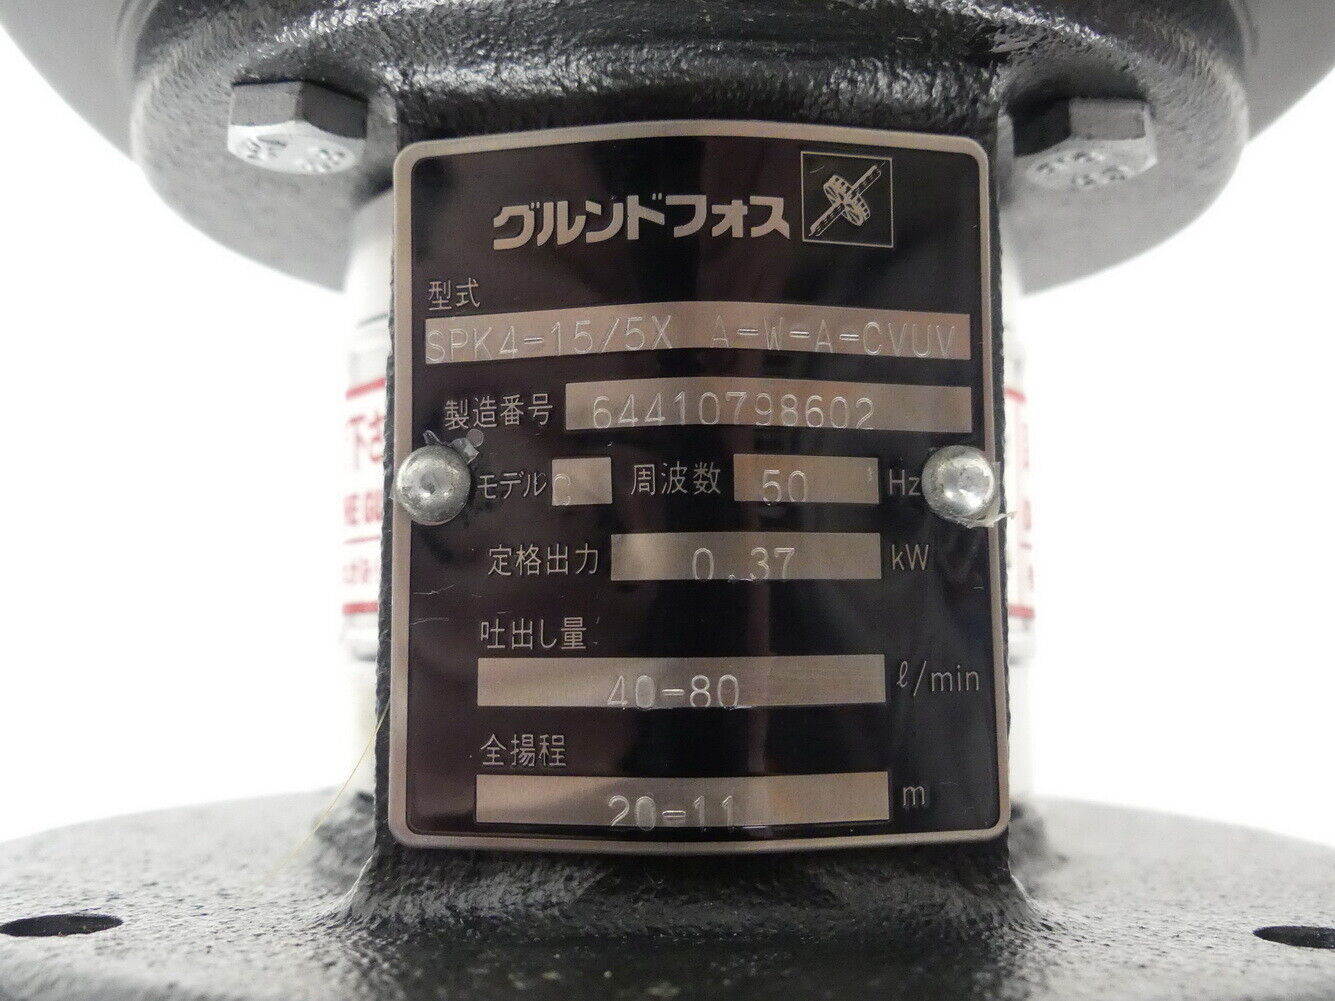 グルンドフォス
型式
SPK4-15/5X A-W-A-CVUV
製造番号 64410798602
モデル C 周波数 50 Hz
定格出力 0.37 kW
吐出し量
40-80 ℓ/min
全揚程
20-11 m
下さ